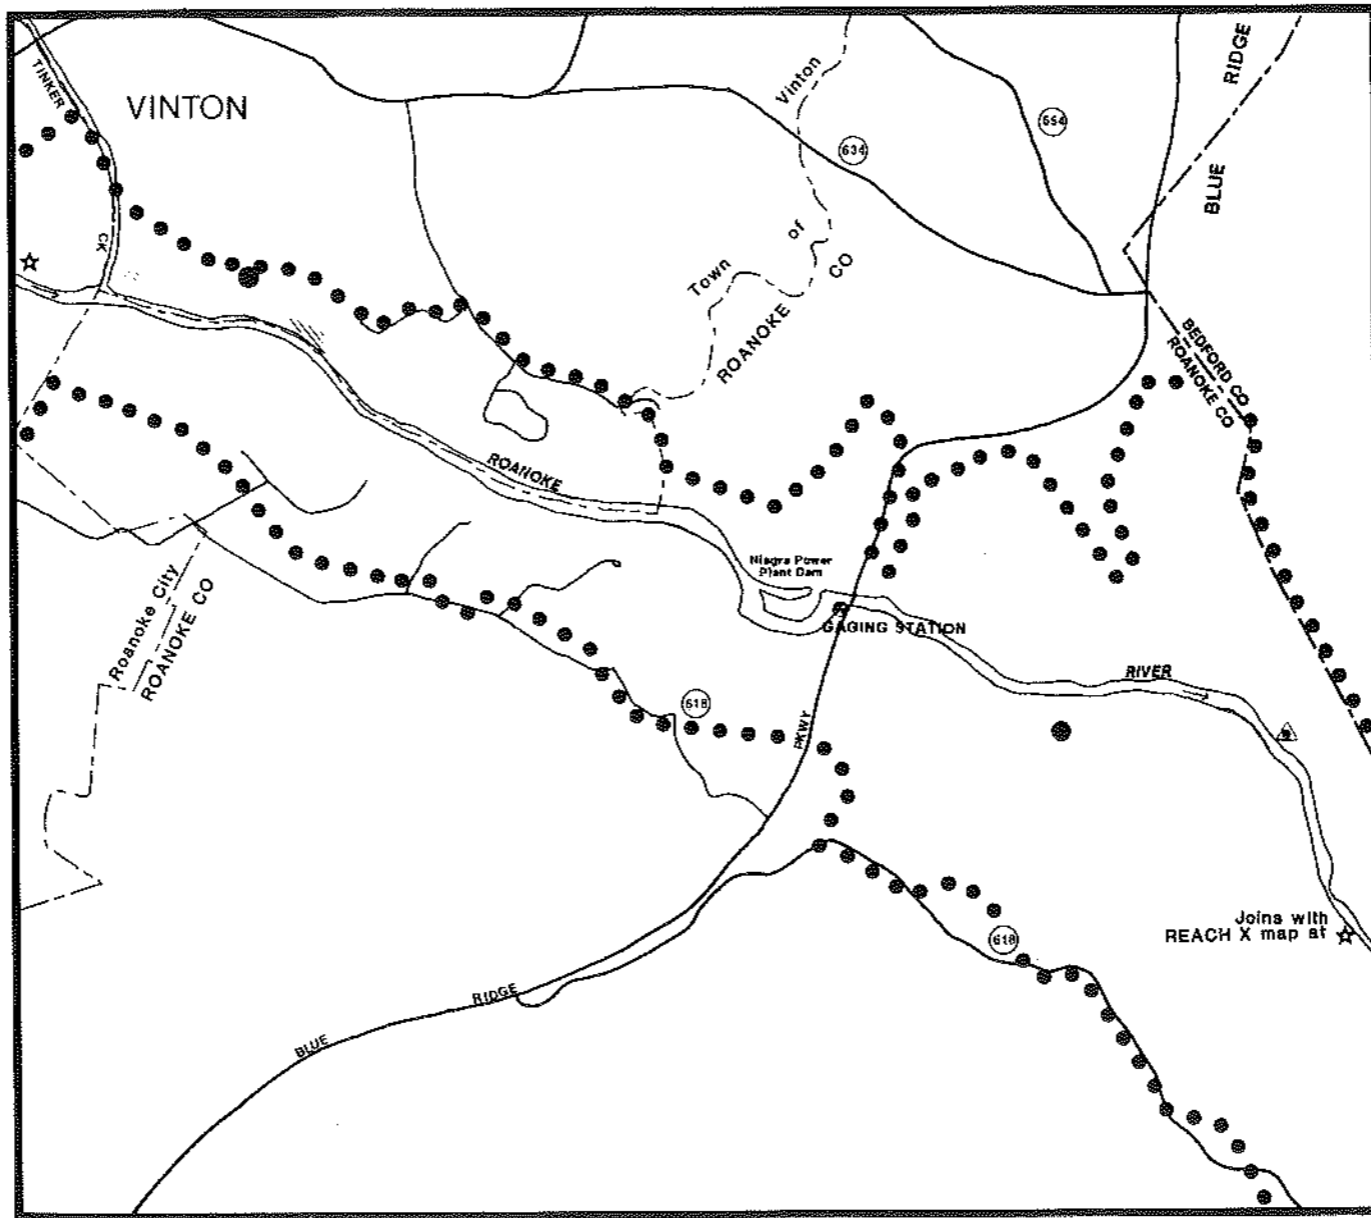 TINKER
VINTON
CK
Vinton
634
654
BLUE
RIDGE
Town of
ROANOKE CO
BEDFORD CO
ROANOKE CO
ROANOKE
Niagra Power
Plant Dam
GAGING STATION
RIVER
Roanoke City
ROANOKE CO
618
PKWY
Joins with
REACH X map at
618
RIDGE
BLUE